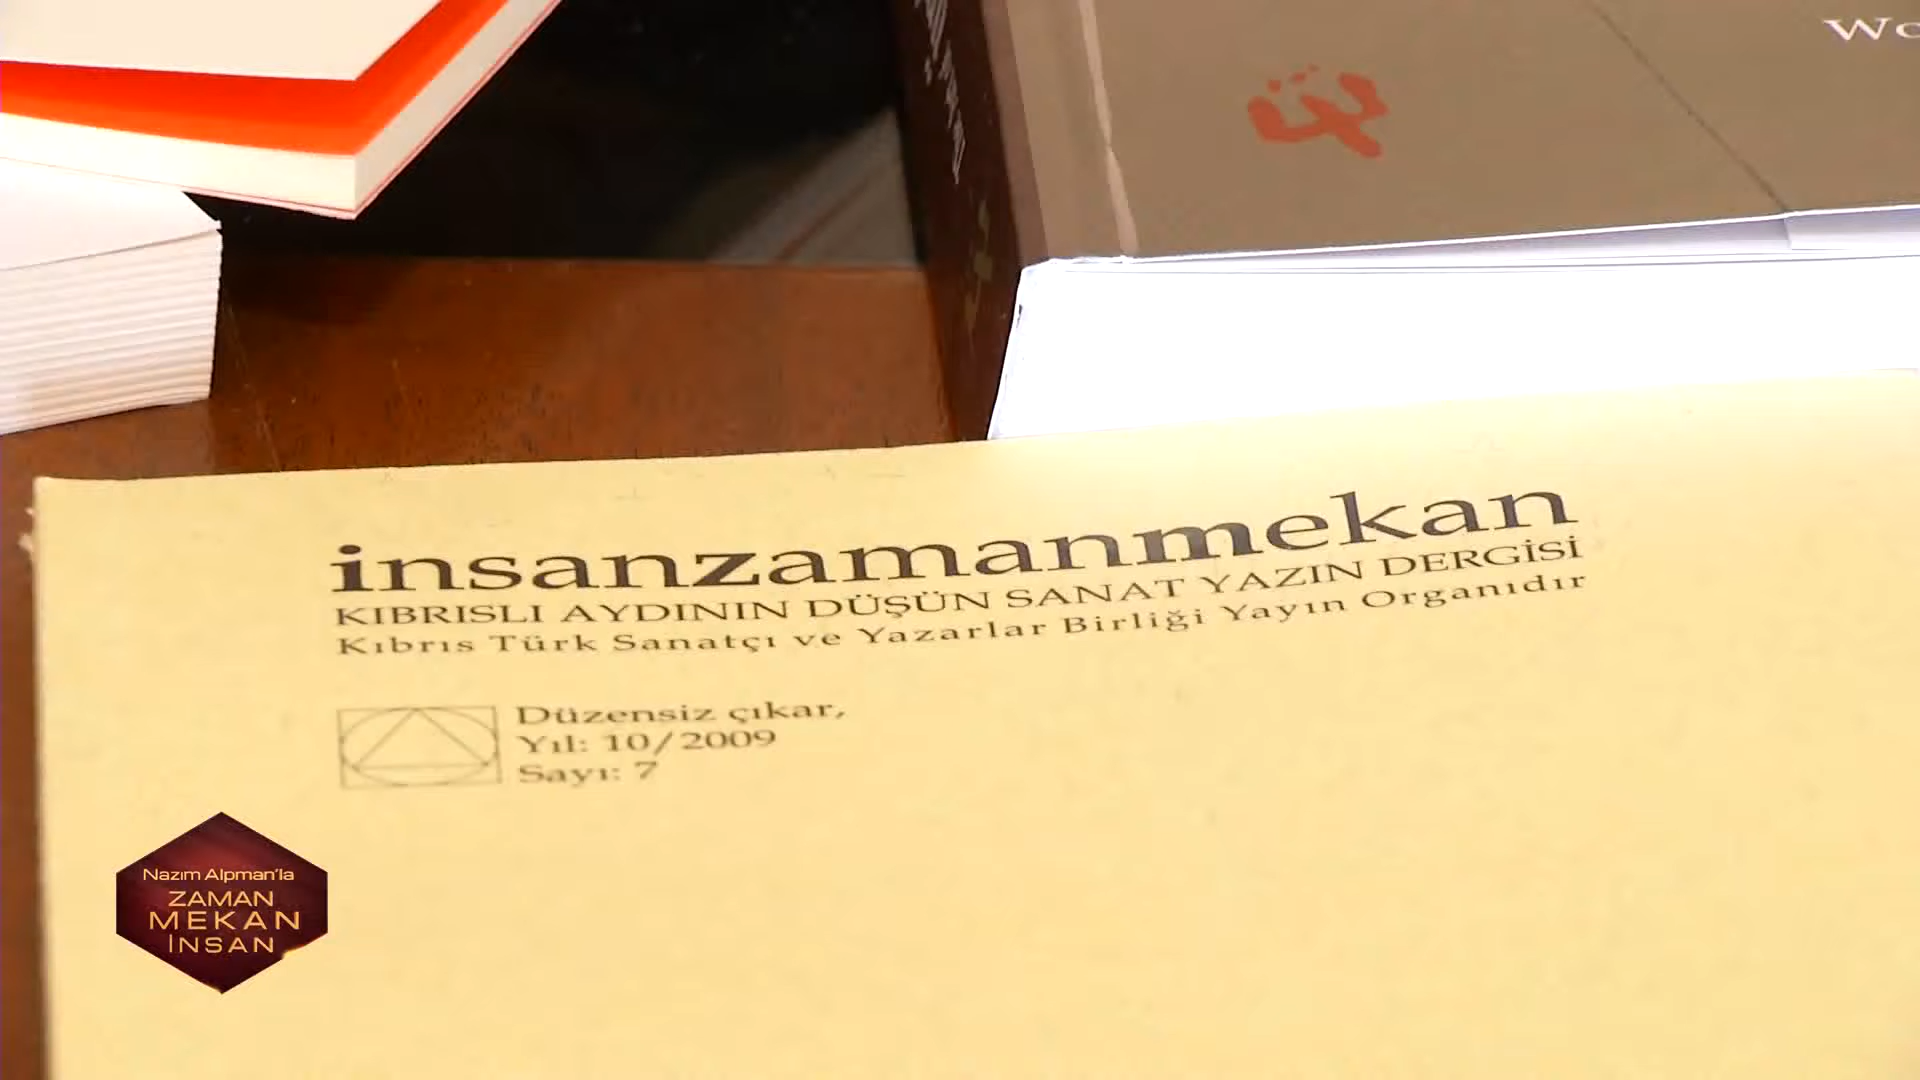 insanzamanmekan
KIBRISLI AYDININ DÜŞÜN SANAT YAZIN DERGİSİ
Kıbrıs Türk Sanatçı ve Yazarlar Birliği Yayın Organıdır
Düzensiz çıkar,
Yıl: 10/2009
Sayı: 7
Nazım Alpman'la
ZAMAN
MEKAN
İNSAN